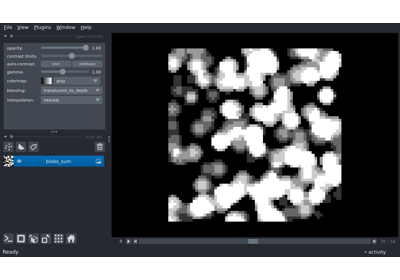 File View Plugins Window Help
opacity: 1.00
contrast limits:
auto-contrast: once continuous
gamma: 1.00
colormap: gray
blending: translucent_no_depth
interpolation: nearest
blobs_sum
Ready
activity